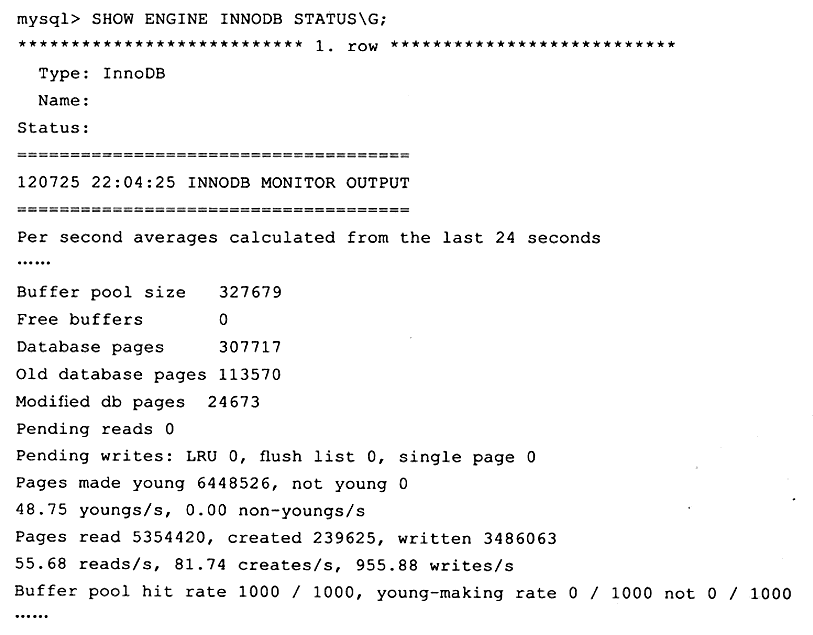 mysql> SHOW ENGINE INNODB STATUS\G;
*************************** 1. row ***************************
Type: InnoDB
Name:
Status:
=====================================
120725 22:04:25 INNODB MONITOR OUTPUT
=====================================
Per second averages calculated from the last 24 seconds
……
Buffer pool size 327679
Free buffers 0
Database pages 307717
Old database pages 113570
Modified db pages 24673
Pending reads 0
Pending writes: LRU 0, flush list 0, single page 0
Pages made young 6448526, not young 0
48.75 youngs/s, 0.00 non-youngs/s
Pages read 5354420, created 239625, written 3486063
55.68 reads/s, 81.74 creates/s, 955.88 writes/s
Buffer pool hit rate 1000 / 1000, young-making rate 0 / 1000 not 0 / 1000
……